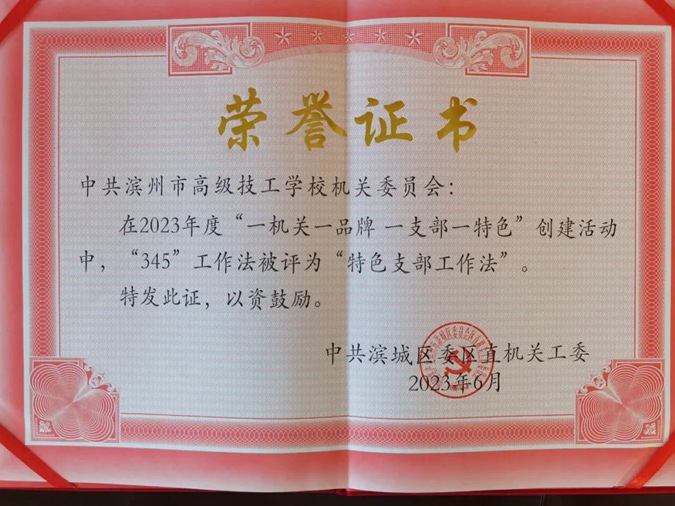 荣誉证书
中共滨州市高级技工学校机关委员会：
在2023年度“一机关一品牌 一支部一特色”创建活动
中，“345”工作法被评为“特色支部工作法”。
特发此证，以资鼓励。
中共滨城区委区直机关工委
2023年6月